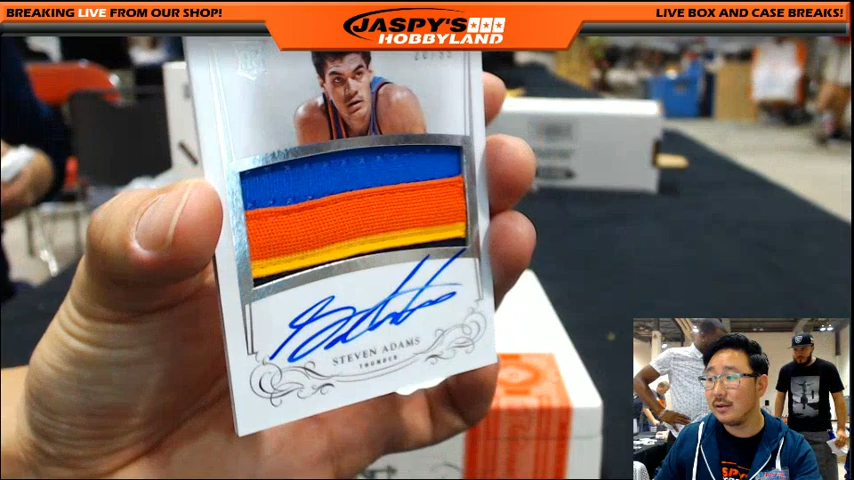 BREAKING LIVE FROM OUR SHOP!
JASPY'S
HOBBYLAND
LIVE BOX AND CASE BREAKS!
STEVEN ADAMS
THUNDER